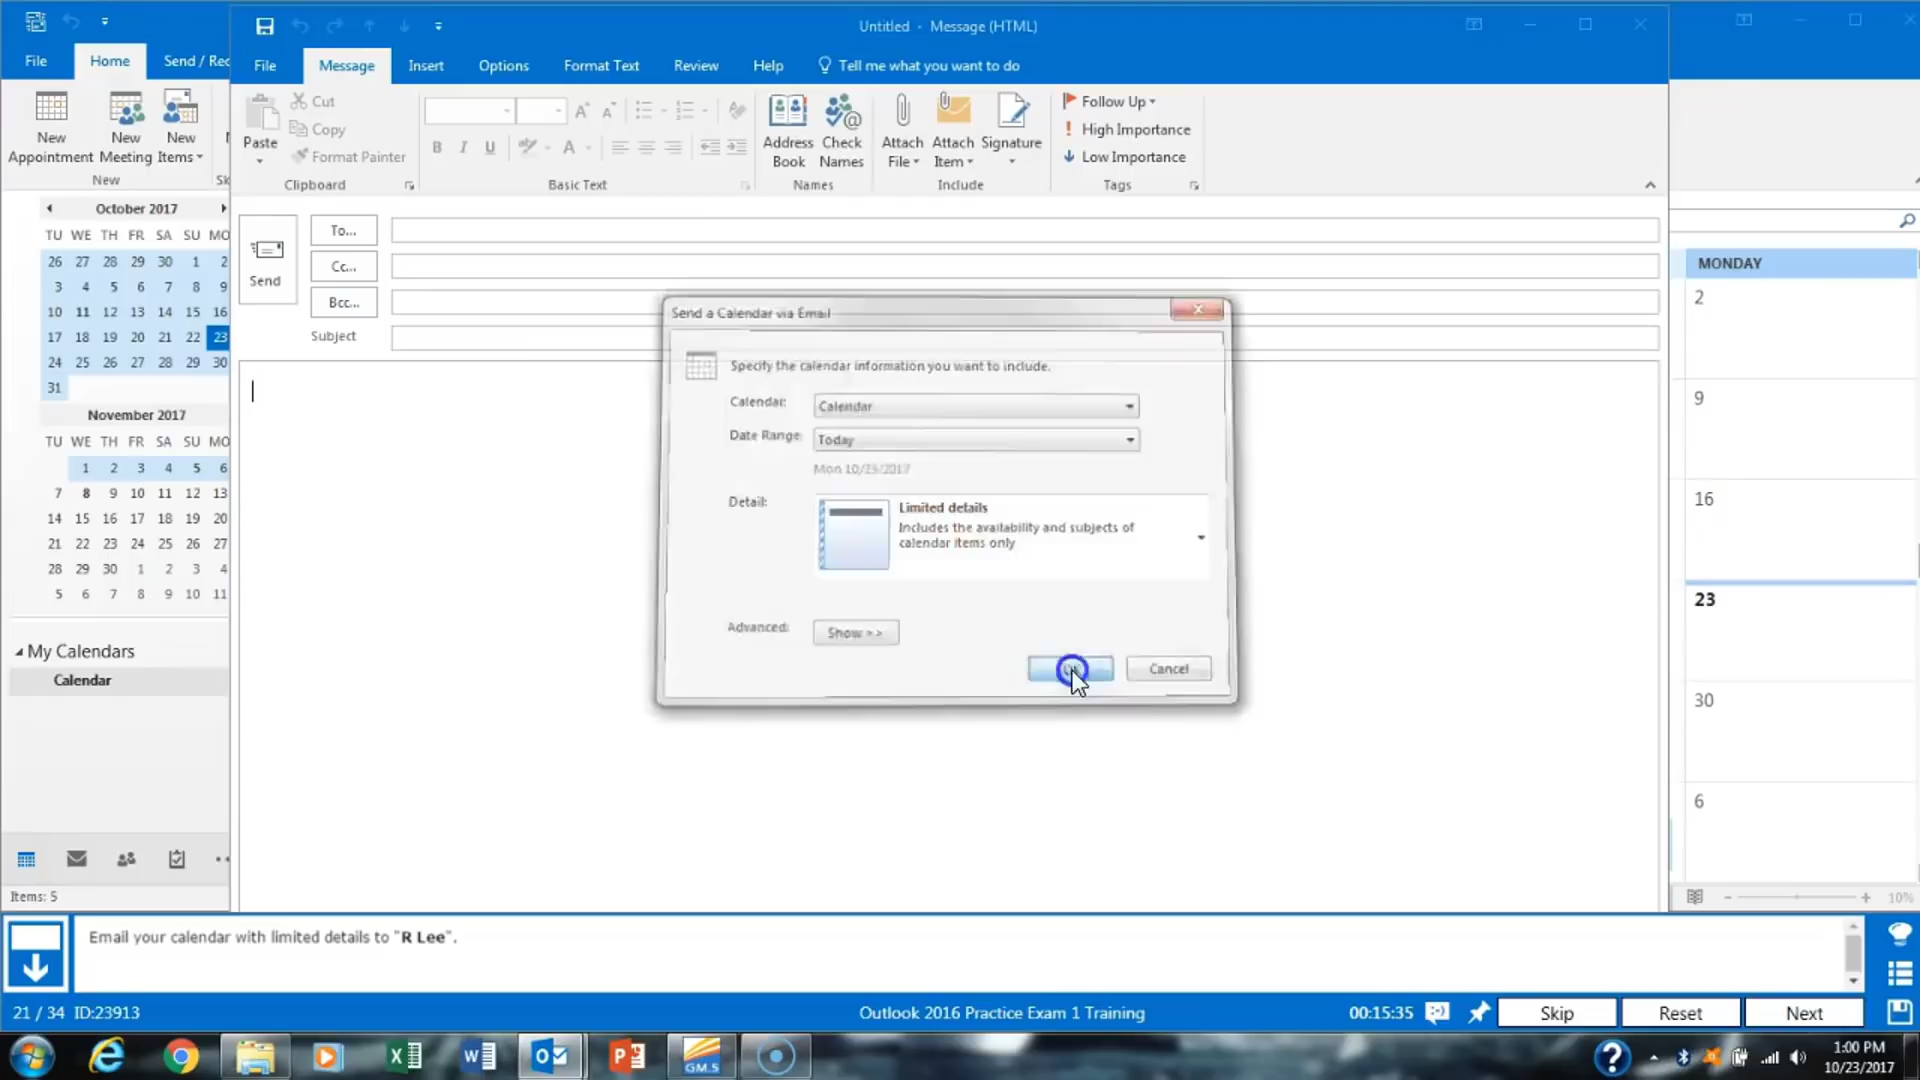 Untitled - Message (HTML)
File Home Send / Rec
File Message Insert Options Format Text Review Help Tell me what you want to do
New Appointment
New Meeting
New Items
New
Paste
Cut
Copy
Format Painter
Clipboard
B I U
A
Basic Text
Address Book
Check Names
Names
Attach File
Attach Item
Signature
Include
Follow Up
High Importance
Low Importance
Tags
October 2017
TU WE TH FR SA SU MO
26 27 28 29 30 1 2
3 4 5 6 7 8 9
10 11 12 13 14 15 16
17 18 19 20 21 22 23
24 25 26 27 28 29 30
31
November 2017
TU WE TH FR SA SU MO
1 2 3 4 5 6
7 8 9 10 11 12 13
14 15 16 17 18 19 20
21 22 23 24 25 26 27
28 29 30 1 2 3 4
5 6 7 8 9 10 11
My Calendars
Calendar
Items: 5
Send
To...
Cc...
Bcc...
Subject
Send a Calendar via Email
Specify the calendar information you want to include.
Calendar: Calendar
Date Range: Today
Mon 10/23/2017
Detail: Limited details
Includes the availability and subjects of
calendar items only
Advanced: Show >>
Cancel
MONDAY
2
9
16
23
30
6
10%
Email your calendar with limited details to "R Lee".
21 / 34 ID:23913
Outlook 2016 Practice Exam 1 Training
00:15:35
Skip Reset Next
GM.5
1:00 PM
10/23/2017